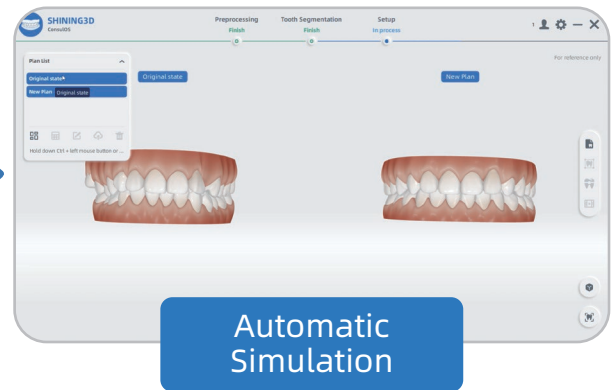 SHINING3D
ConsulOS
Preprocessing
Finish
Tooth Segmentation
Finish
Setup
In process
1
For reference only
Plan List
Original state*
New Plan
Original state
Hold down Ctrl + left mouse button or ...
Original state
New Plan
Automatic
Simulation